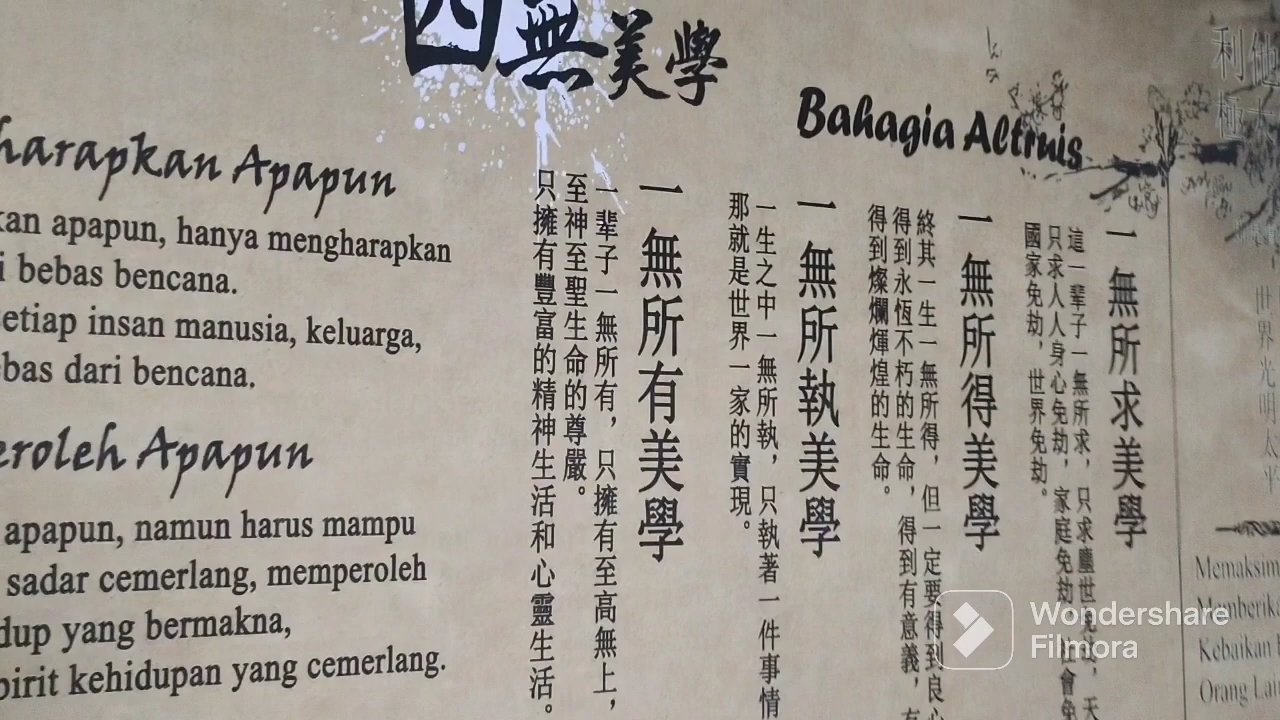 四無美學
harapkan Apapun
kan apapun, hanya mengharapkan
i bebas bencana.
etiap insan manusia, keluarga,
ebas dari bencana.
eroleh Apapun
apapun, namun harus mampu
sadar cemerlang, memperoleh
dup yang bermakna,
pirit kehidupan yang cemerlang.
Bahagia Altruis
一無所求美學
這一輩子一無所求，只求
只求人人身心免劫，家庭免劫，社會免
國家免劫，世界免劫。
一無所得美學
終其一生一無所得，但一定要得到良心
得到永恆不朽的生命，得到有意義，有
得到燦爛輝煌的生命。
一無所執美學
一生之中一無所執，只執著一件事情
那就是世界一家的實現。
一無所有美學
一輩子一無所有，只擁有至高無上，
至神至聖生命的尊嚴。
只擁有豐富的精神生活和心靈生活。
利他
極
世界光明太平
Memaksim
Memberika
Kebaikan
Orang Lain
Wondershare
Filmora